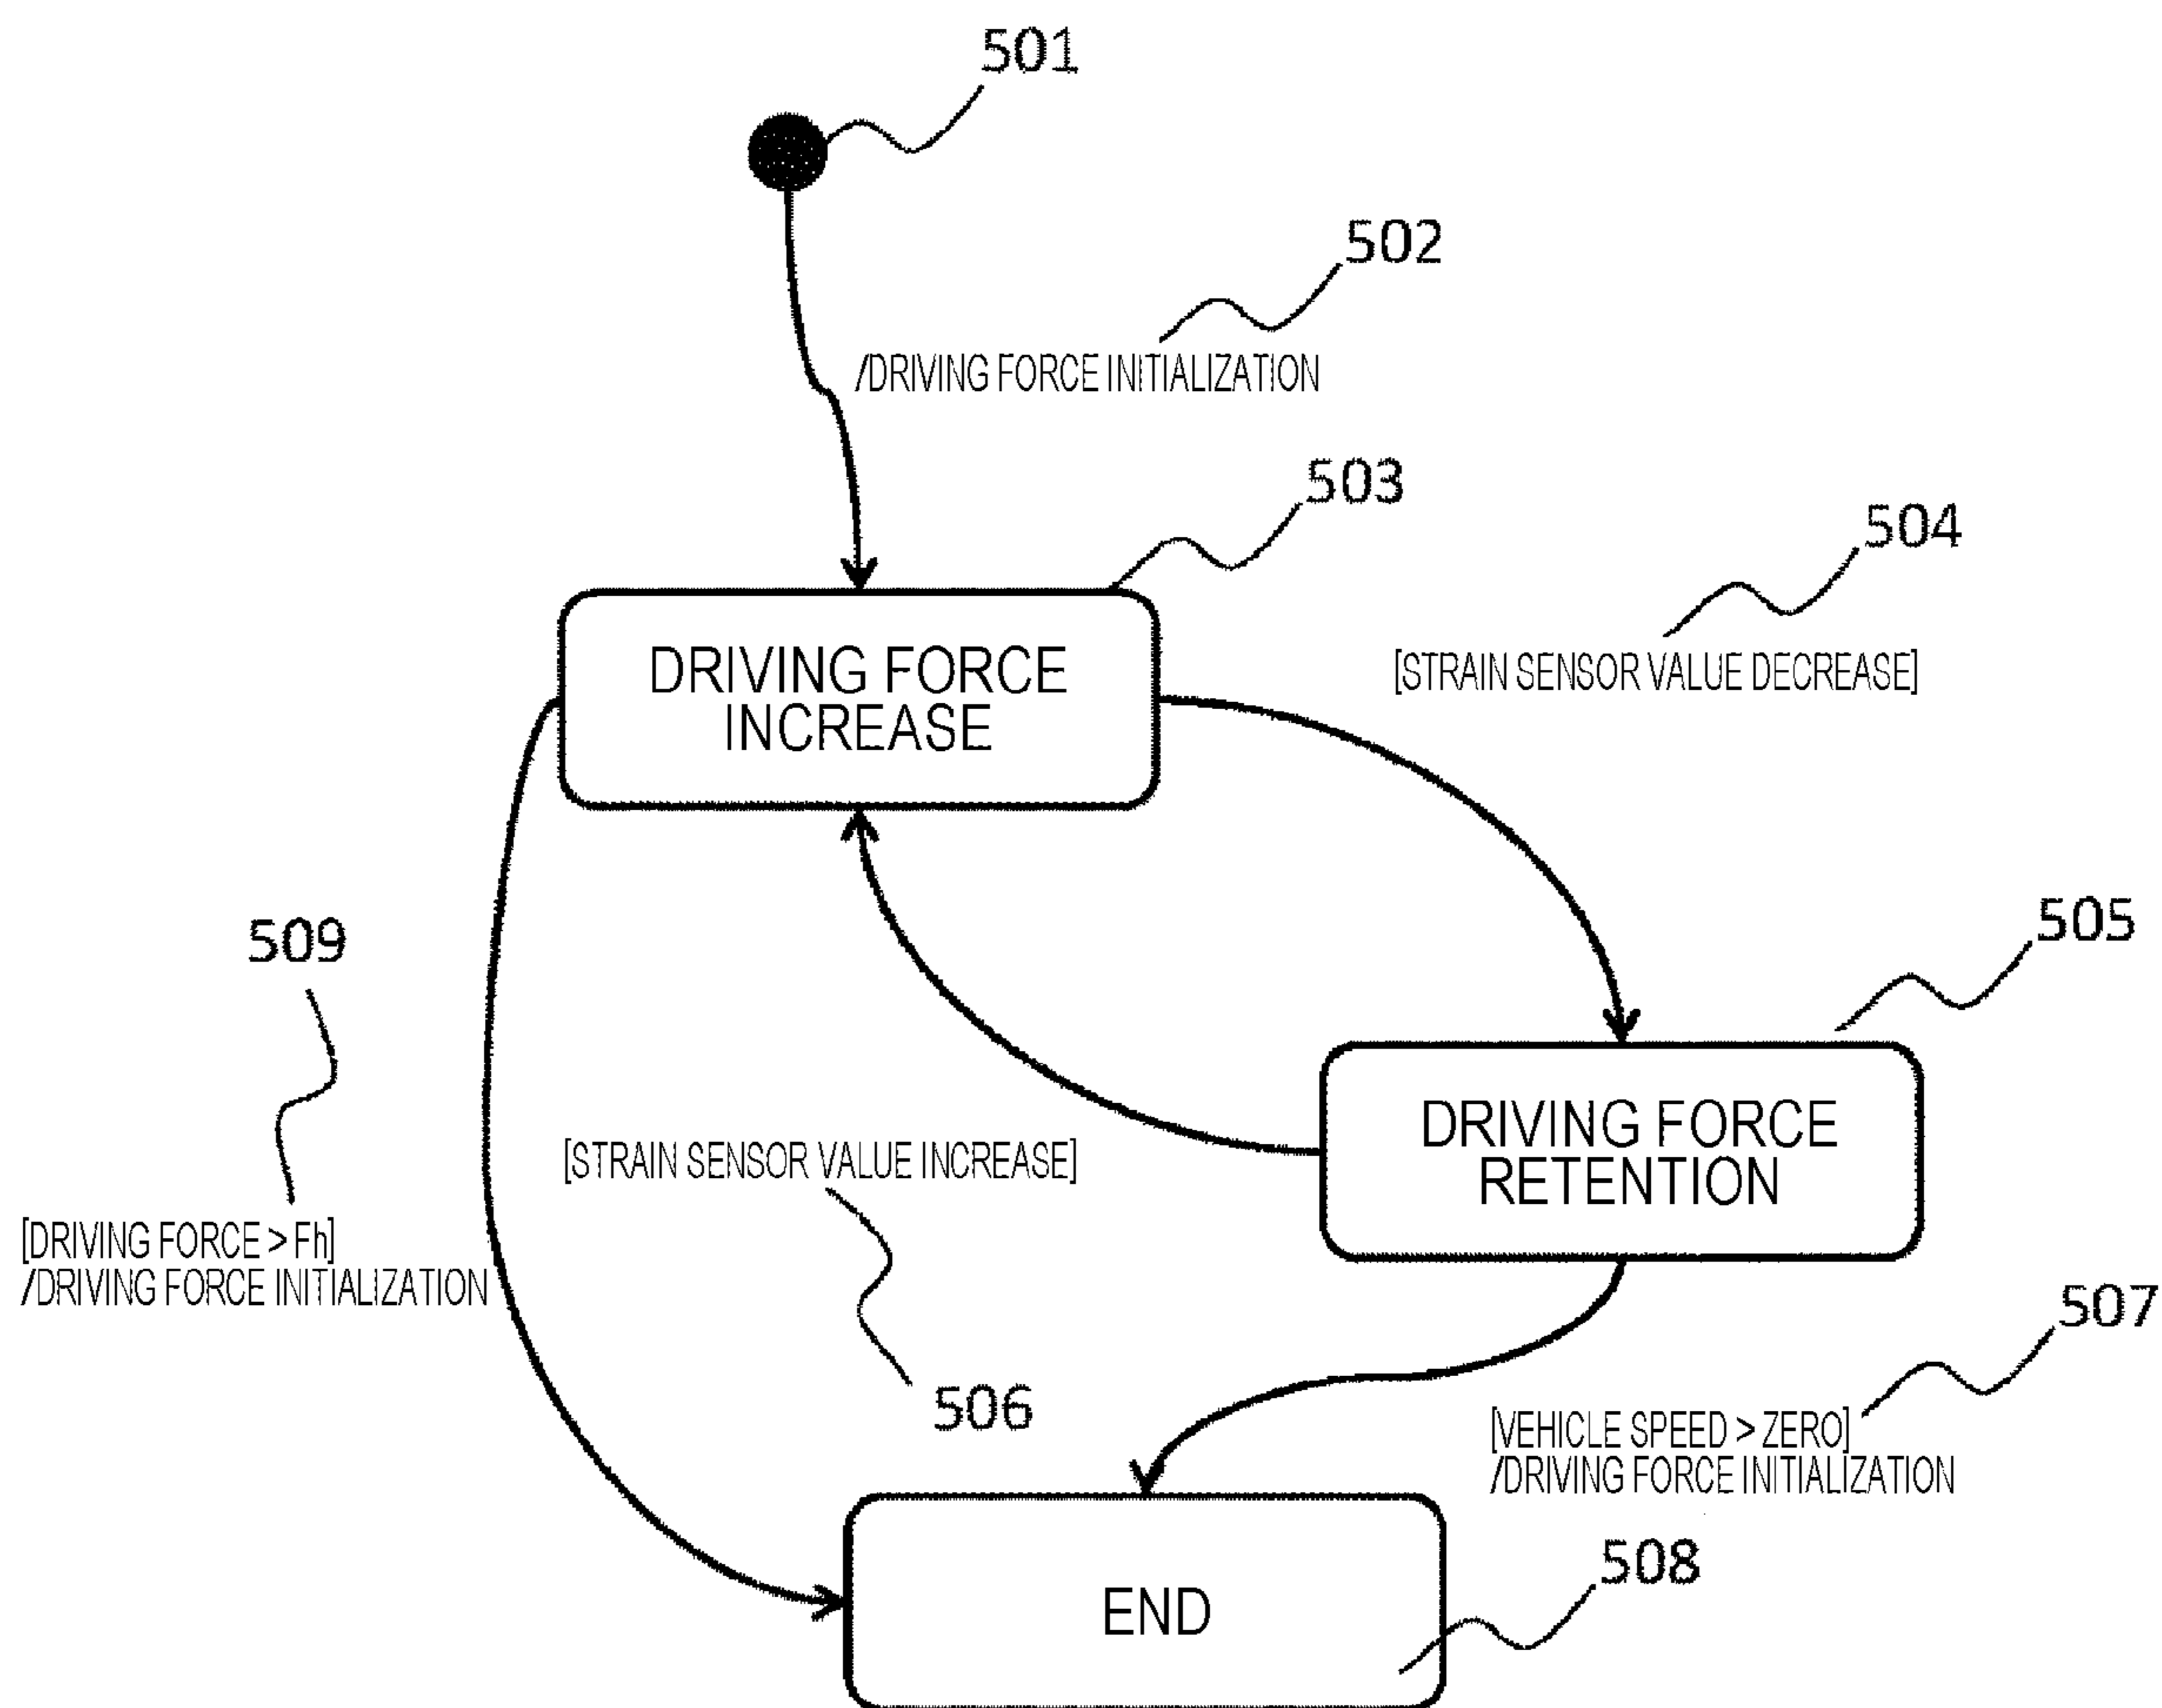 501
502
/DRIVING FORCE INITIALIZATION
503
504
DRIVING FORCE
INCREASE
[STRAIN SENSOR VALUE DECREASE]
505
509
DRIVING FORCE
RETENTION
[STRAIN SENSOR VALUE INCREASE]
[DRIVING FORCE > Fh]
/DRIVING FORCE INITIALIZATION
506
507
[VEHICLE SPEED > ZERO]
/DRIVING FORCE INITIALIZATION
508
END